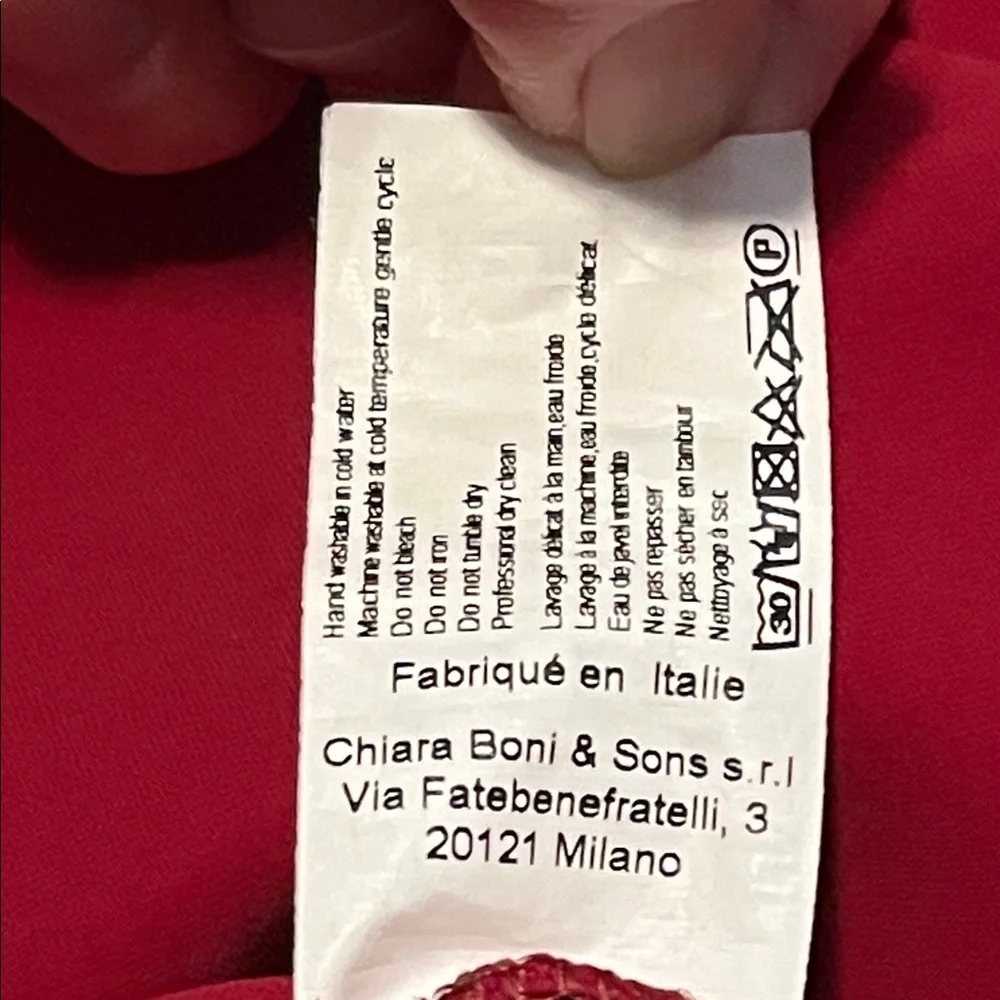 Hand washable in cold water
Machine washable at cold temperature gentle cycle
Do not bleach
Do not iron
Do not tumble dry
Professional dry clean
Lavage délicat à la main,eau froide
Lavage à la machine,eau froide,cycle délicat
Eau de javel interdite
Ne pas repasser
Ne pas sécher en tambour
Nettoyage à sec
30
P
Fabriqué en Italie
Chiara Boni & Sons s.r.l
Via Fatebenefratelli, 3
20121 Milano